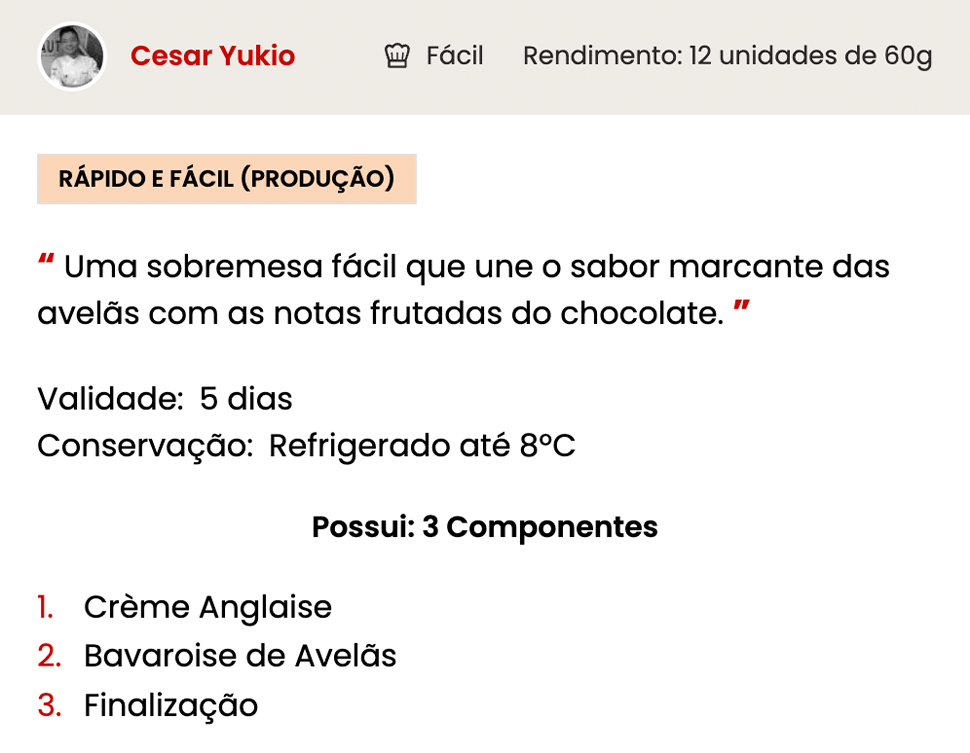 Cesar Yukio Fácil Rendimento: 12 unidades de 60g
RÁPIDO E FÁCIL (PRODUÇÃO)
“ Uma sobremesa fácil que une o sabor marcante das
avelãs com as notas frutadas do chocolate. ”
Validade: 5 dias
Conservação: Refrigerado até 8°C
Possui: 3 Componentes
1. Crème Anglaise
2. Bavaroise de Avelãs
3. Finalização